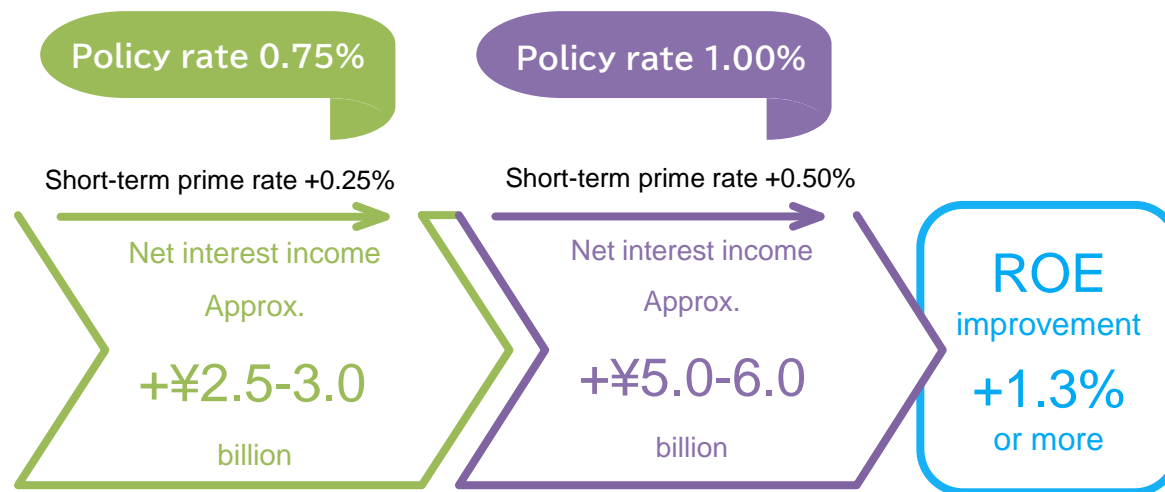 Policy rate 0.75%
Short-term prime rate +0.25%
Net interest income
Approx.
+¥2.5-3.0
billion
Policy rate 1.00%
Short-term prime rate +0.50%
Net interest income
Approx.
+¥5.0-6.0
billion
ROE
improvement
+1.3%
or more